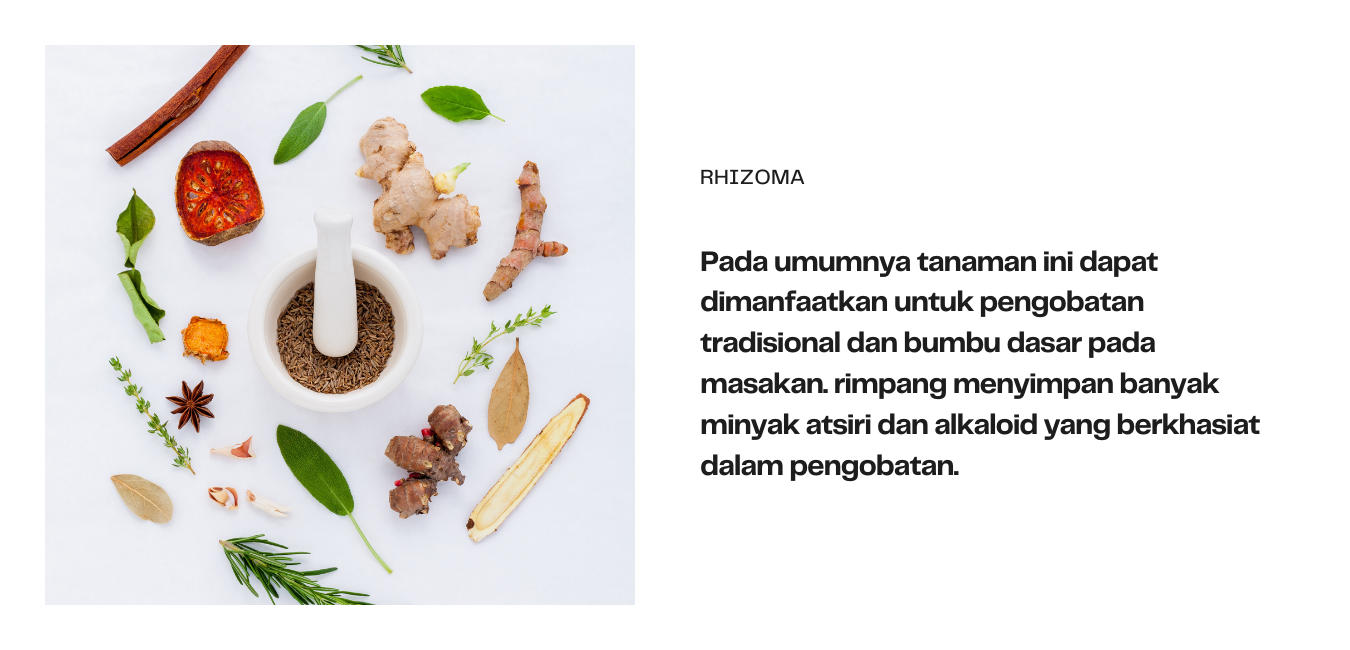 RHIZOMA
Pada umumnya tanaman ini dapat
dimanfaatkan untuk pengobatan
tradisional dan bumbu dasar pada
masakan. rimpang menyimpan banyak
minyak atsiri dan alkaloid yang berkhasiat
dalam pengobatan.